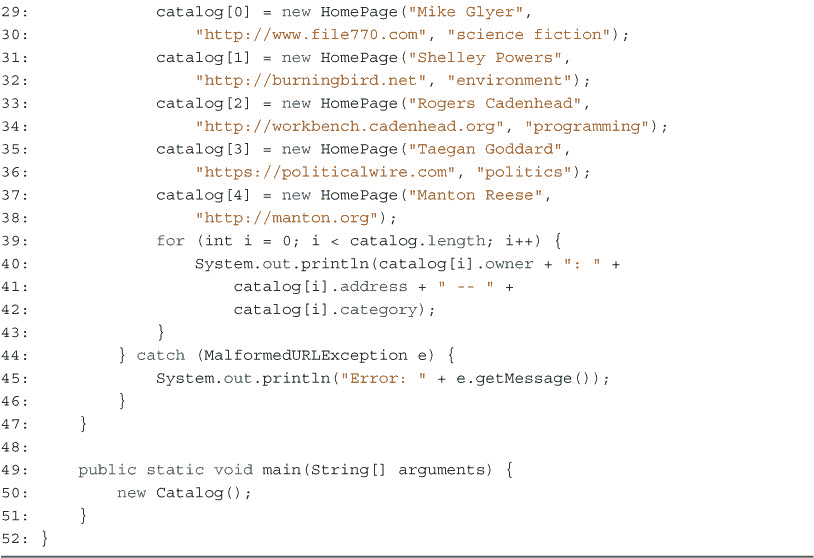 29:             catalog[0] = new HomePage("Mike Glyer",
30:                 "http://www.file770.com", "science fiction");
31:             catalog[1] = new HomePage("Shelley Powers",
32:                 "http://burningbird.net", "environment");
33:             catalog[2] = new HomePage("Rogers Cadenhead",
34:                 "http://workbench.cadenhead.org", "programming");
35:             catalog[3] = new HomePage("Taegan Goddard",
36:                 "https://politicalwire.com", "politics");
37:             catalog[4] = new HomePage("Manton Reese",
38:                 "http://manton.org");
39:             for (int i = 0; i < catalog.length; i++) {
40:                 System.out.println(catalog[i].owner + ": " +
41:                     catalog[i].address + " -- " +
42:                     catalog[i].category);
43:             }
44:         } catch (MalformedURLException e) {
45:             System.out.println("Error: " + e.getMessage());
46:         }
47:     }
48:
49:     public static void main(String[] arguments) {
50:         new Catalog();
51:     }
52: }